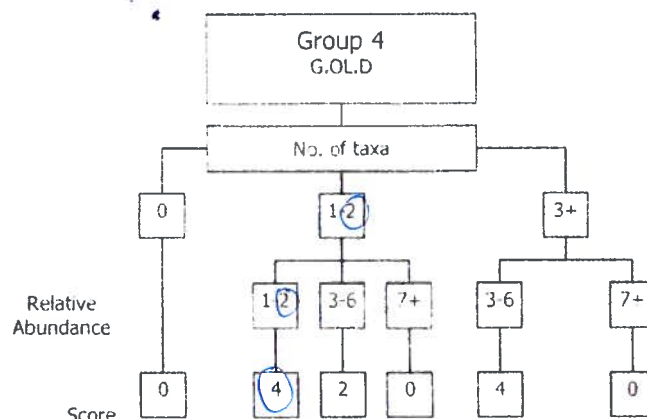 Group 4
G.OL.D
No. of taxa
0 1-2 3+
Relative
Abundance
1-2 3-6 7+ 3-6 7+
Score
0 4 2 0 4 0